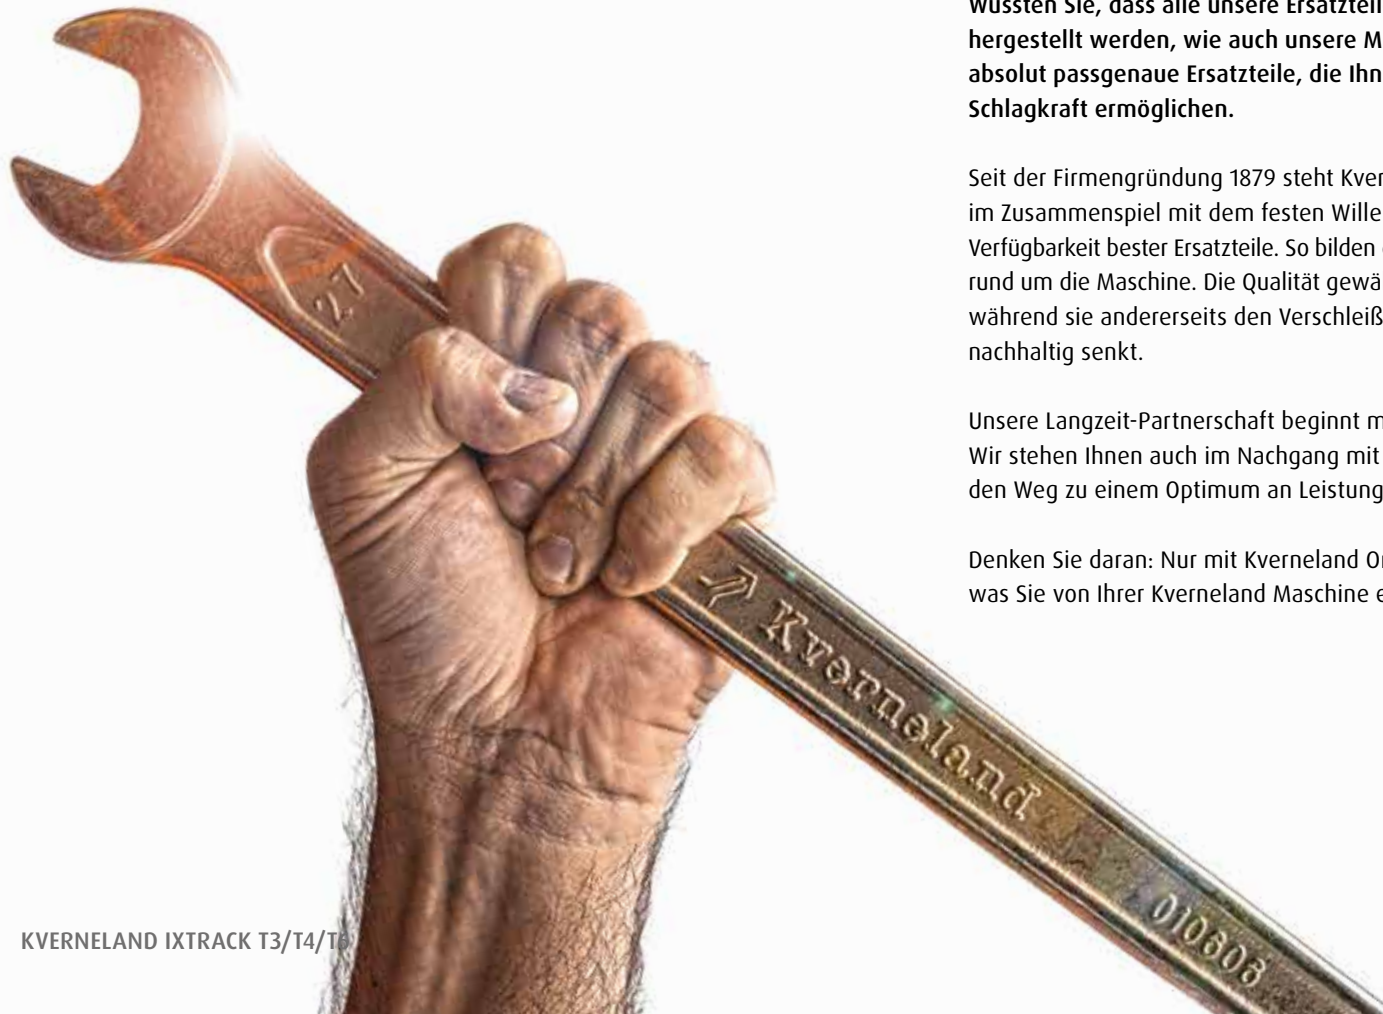 Wussten Sie, dass alle unsere Ersatzteil
hergestellt werden, wie auch unsere M
absolut passgenaue Ersatzteile, die Ihn
Schlagkraft ermöglichen.
Seit der Firmengründung 1879 steht Kver
im Zusammenspiel mit dem festen Wille
Verfügbarkeit bester Ersatzteile. So bilden
rund um die Maschine. Die Qualität gewä
während sie andererseits den Verschleiß
nachhaltig senkt.
Unsere Langzeit-Partnerschaft beginnt m
Wir stehen Ihnen auch im Nachgang mit
den Weg zu einem Optimum an Leistung
Denken Sie daran: Nur mit Kverneland Or
was Sie von Ihrer Kverneland Maschine e
27
Kverneland
010606
KVERNELAND IXTRACK T3/T4/T6